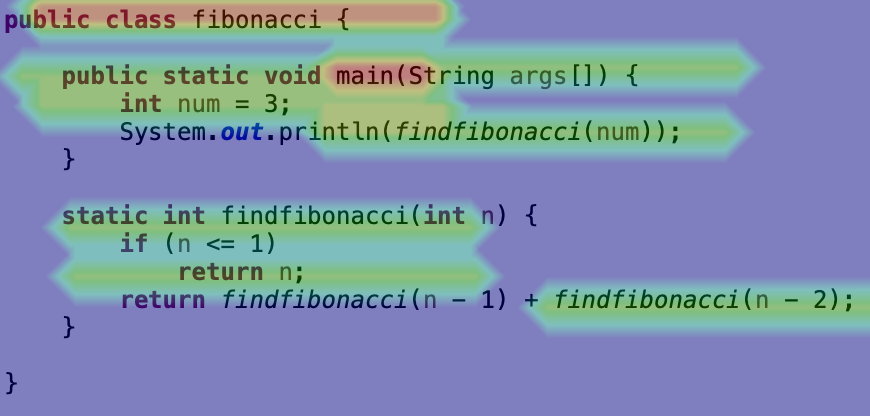 public class fibonacci {
public static void main(String args[]) {
int num = 3;
System.out.println(findfibonacci(num));
}
static int findfibonacci(int n) {
if (n <= 1)
return n;
return findfibonacci(n - 1) + findfibonacci(n - 2);
}
}